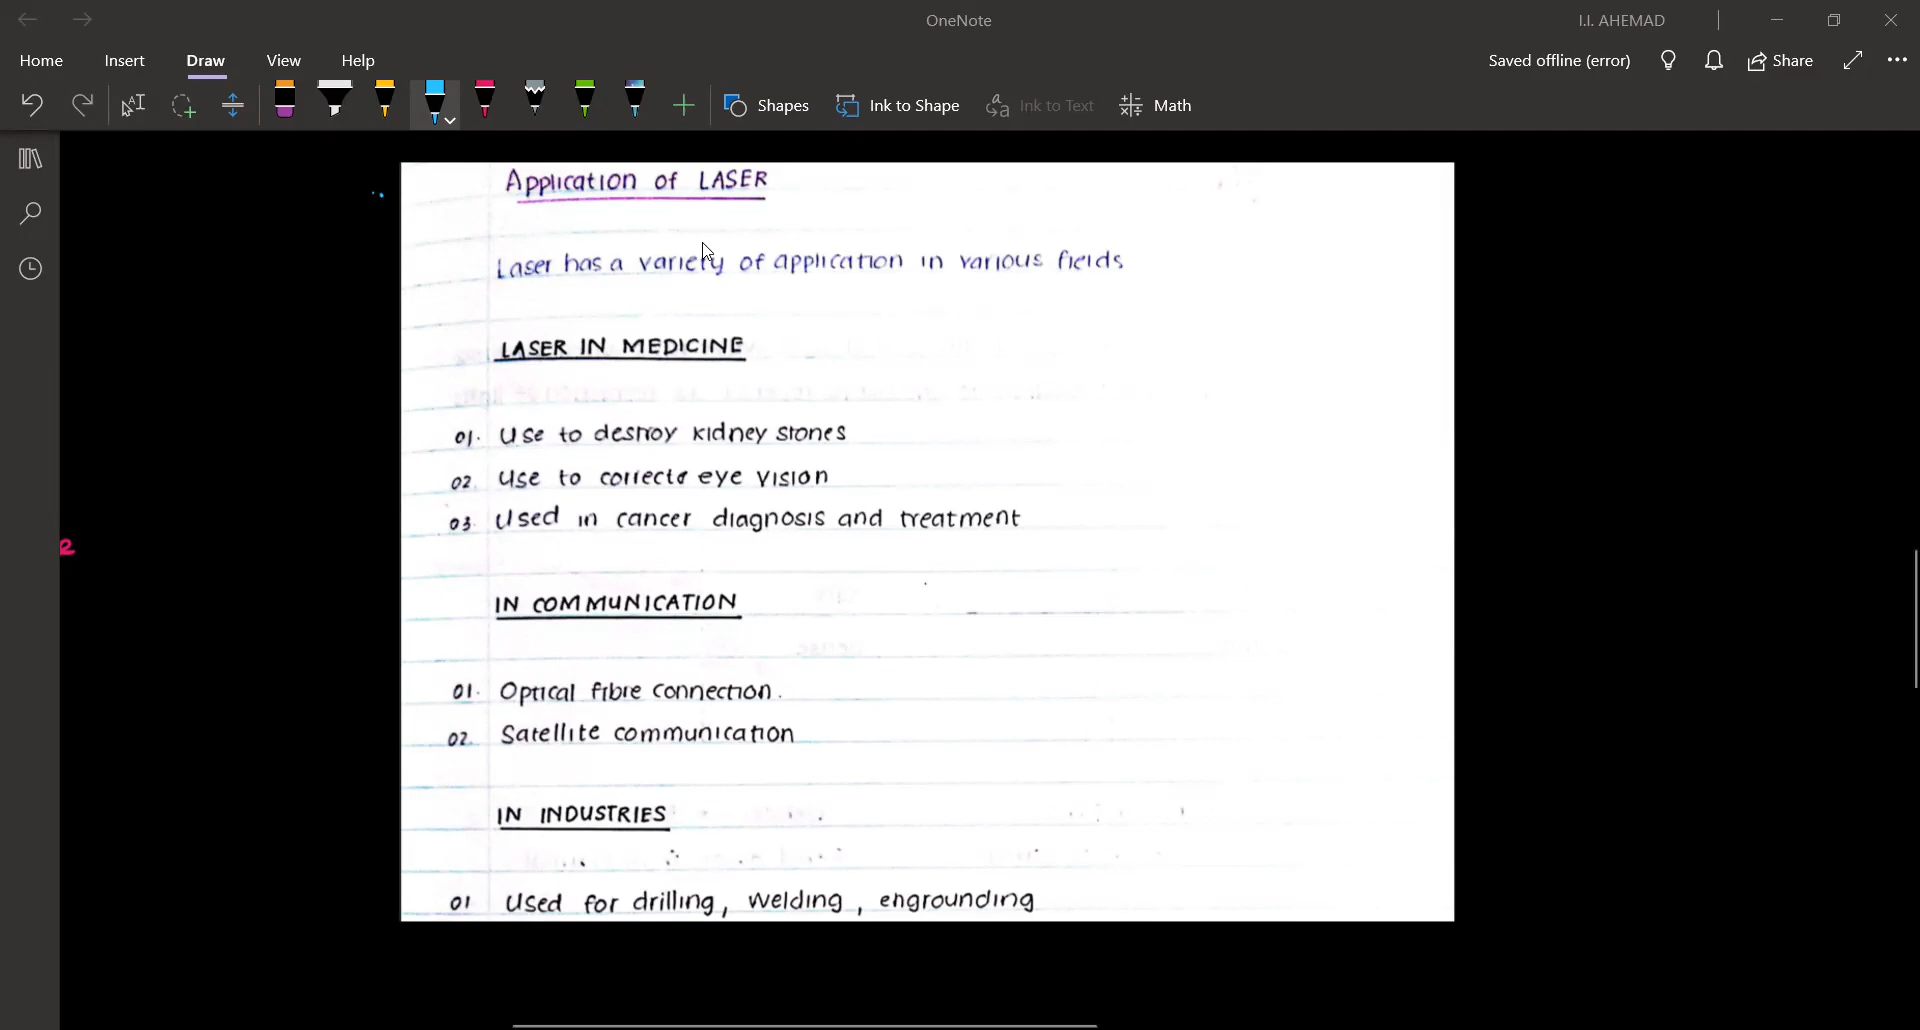 OneNote
I.I. AHEMAD
Home Insert Draw View Help
Saved offline (error)
Share
Shapes
Ink to Shape
Ink to Text
Math
Application of LASER
Laser has a variety of application in various fields
LASER IN MEDICINE
01. Use to destroy kidney stones
02. Use to correcte eye vision
03. Used in cancer diagnosis and treatment
e
IN COMMUNICATION
01. Optical fibre connection.
02. Satellite communication
IN INDUSTRIES
01 Used for drilling, welding, engrounding